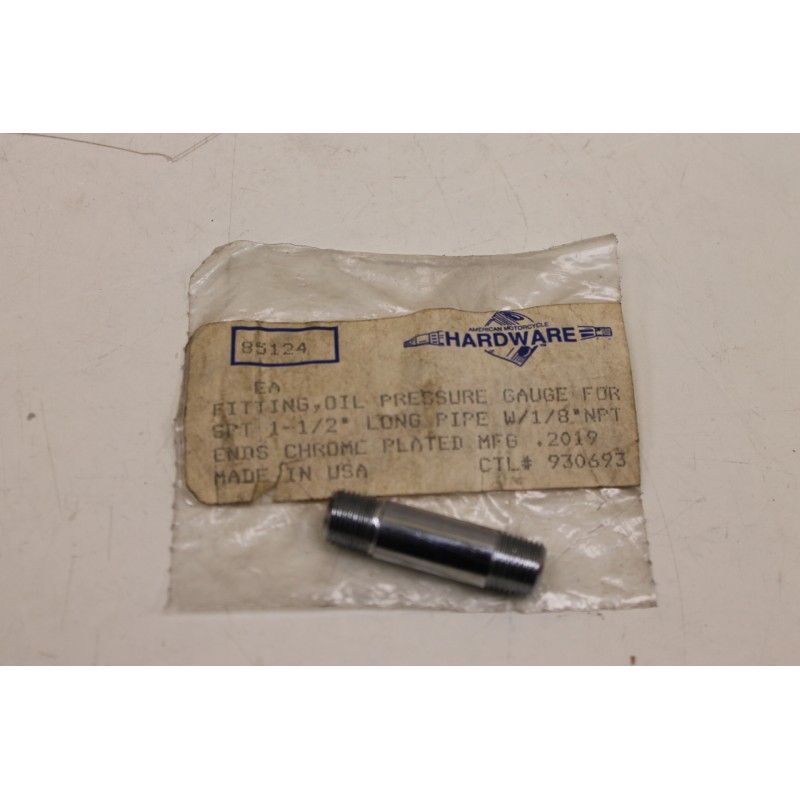 85124
AMERICAN MOTORCYCLE
HARDWARE
EA
FITTING,OIL PRESSURE GAUGE FOR
SPT 1-1/2" LONG PIPE W/1/8"NPT
ENDS CHROME PLATED MFG .2019
MADE IN USA CTL# 930693